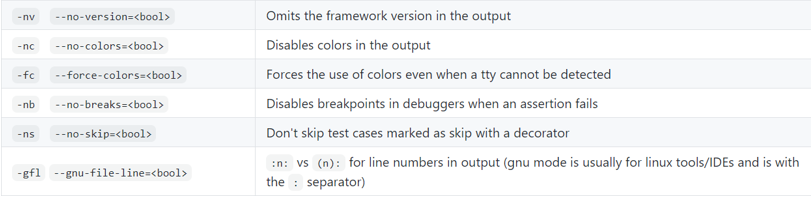 -nv --no-version=<bool> Omits the framework version in the output
-nc --no-colors=<bool> Disables colors in the output
-fc --force-colors=<bool> Forces the use of colors even when a tty cannot be detected
-nb --no-breaks=<bool> Disables breakpoints in debuggers when an assertion fails
-ns --no-skip=<bool> Don't skip test cases marked as skip with a decorator
-gfl --gnu-file-line=<bool> :n: vs (n): for line numbers in output (gnu mode is usually for linux tools/IDEs and is with
the : separator)